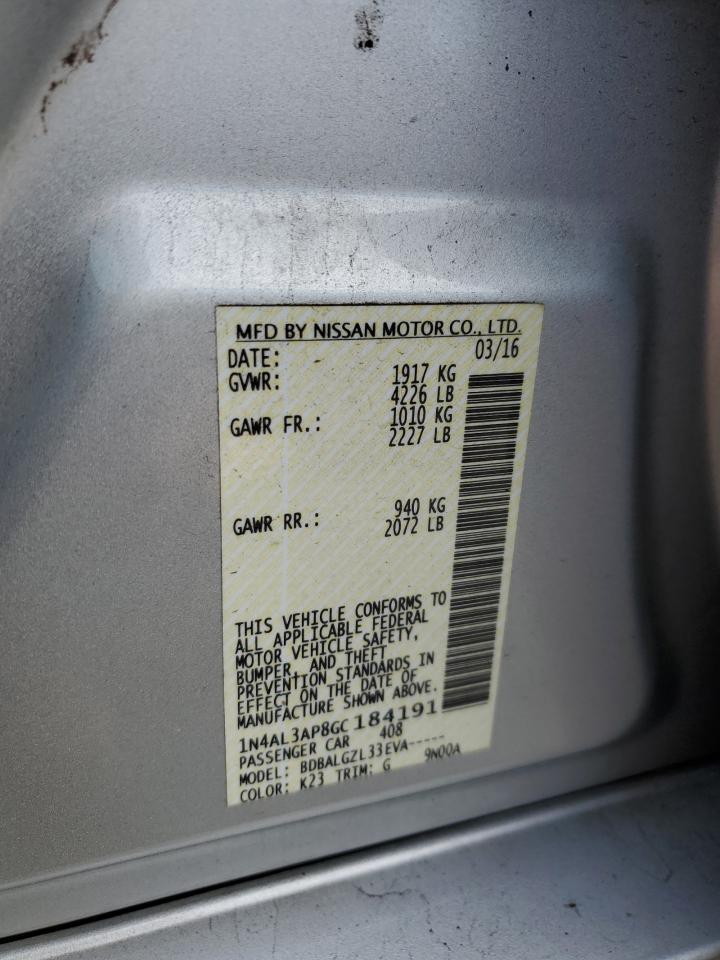 MFD BY NISSAN MOTOR CO., LTD.
DATE: 03/16
GVWR: 1917 KG
4226 LB
GAWR FR.: 1010 KG
2227 LB
GAWR RR.: 940 KG
2072 LB
THIS VEHICLE CONFORMS TO
ALL APPLICABLE FEDERAL
MOTOR VEHICLE SAFETY,
BUMPER, AND THEFT
PREVENTION STANDARDS IN
EFFECT ON THE DATE OF
MANUFACTURE SHOWN ABOVE.
1N4AL3AP8GC184191
PASSENGER CAR 408
MODEL: BDBALGZL33EVA-----
COLOR: K23 TRIM: G 9N00A